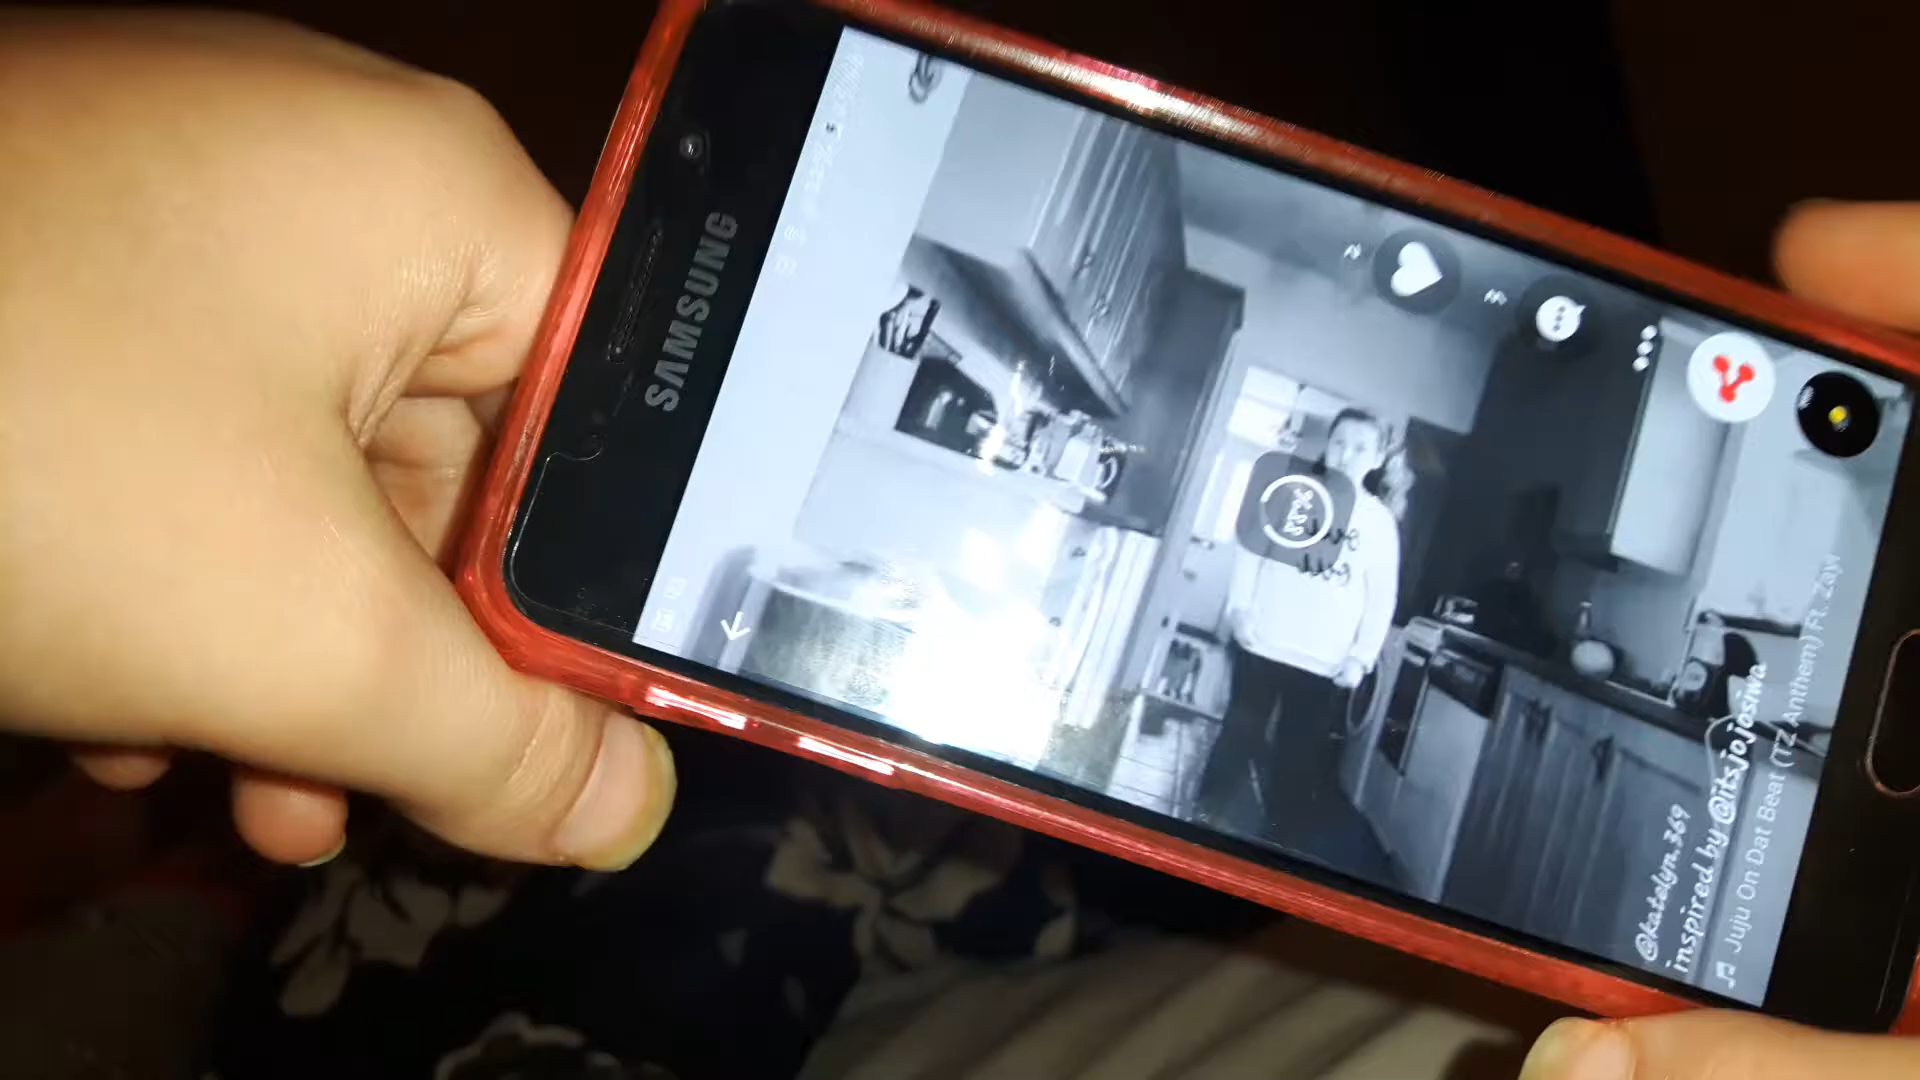 SAMSUNG
@katelyn.369
inspired by @itsjojosiwa
Juju On Dat Beat (TZ Anthem) Ft. Zay